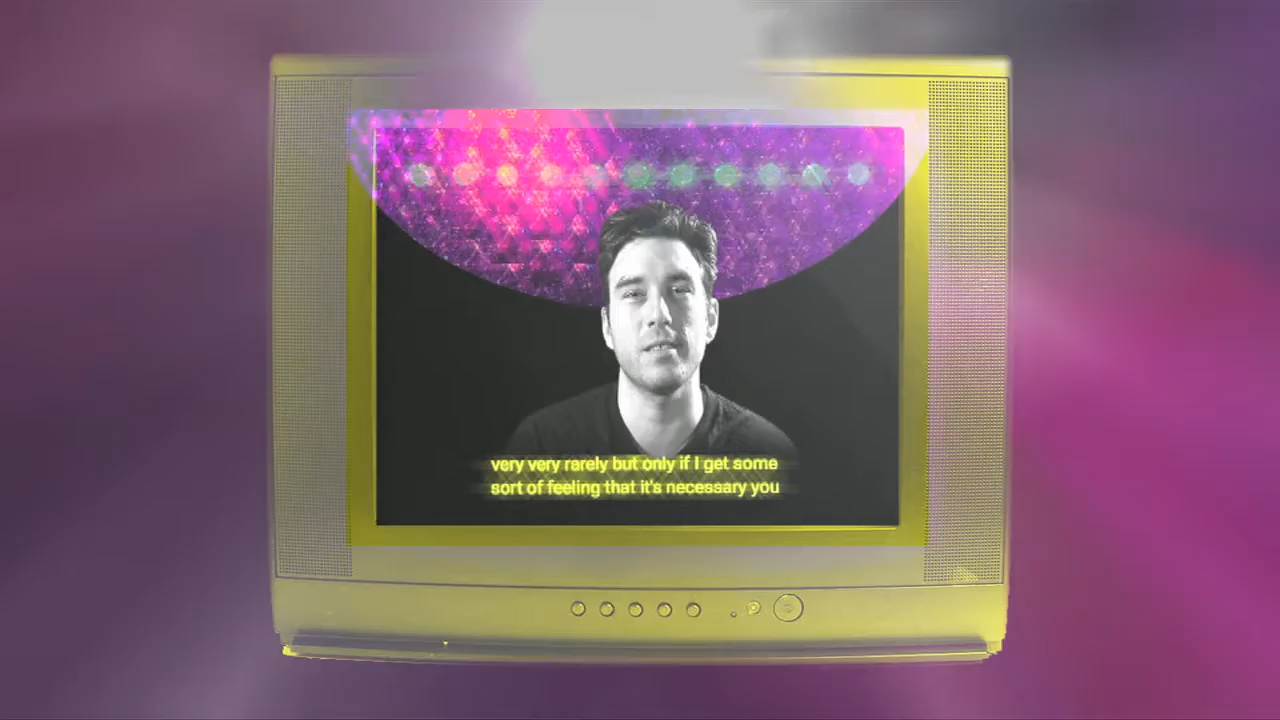 very very rarely but only if I get some
sort of feeling that it's necessary you